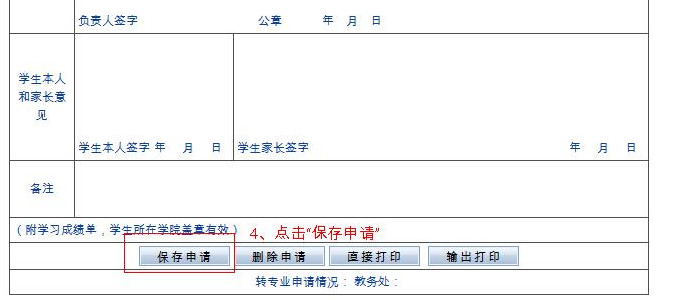 负责人签字 公章 年 月 日
学生本人
和家长意
见
学生本人签字 年 月 日 学生家长签字 年 月 日
备注
（附学习成绩单，学生所在学院盖章有效） 4、点击“保存申请”
保存申请 删除申请 直接打印 输出打印
转专业申请情况： 教务处：